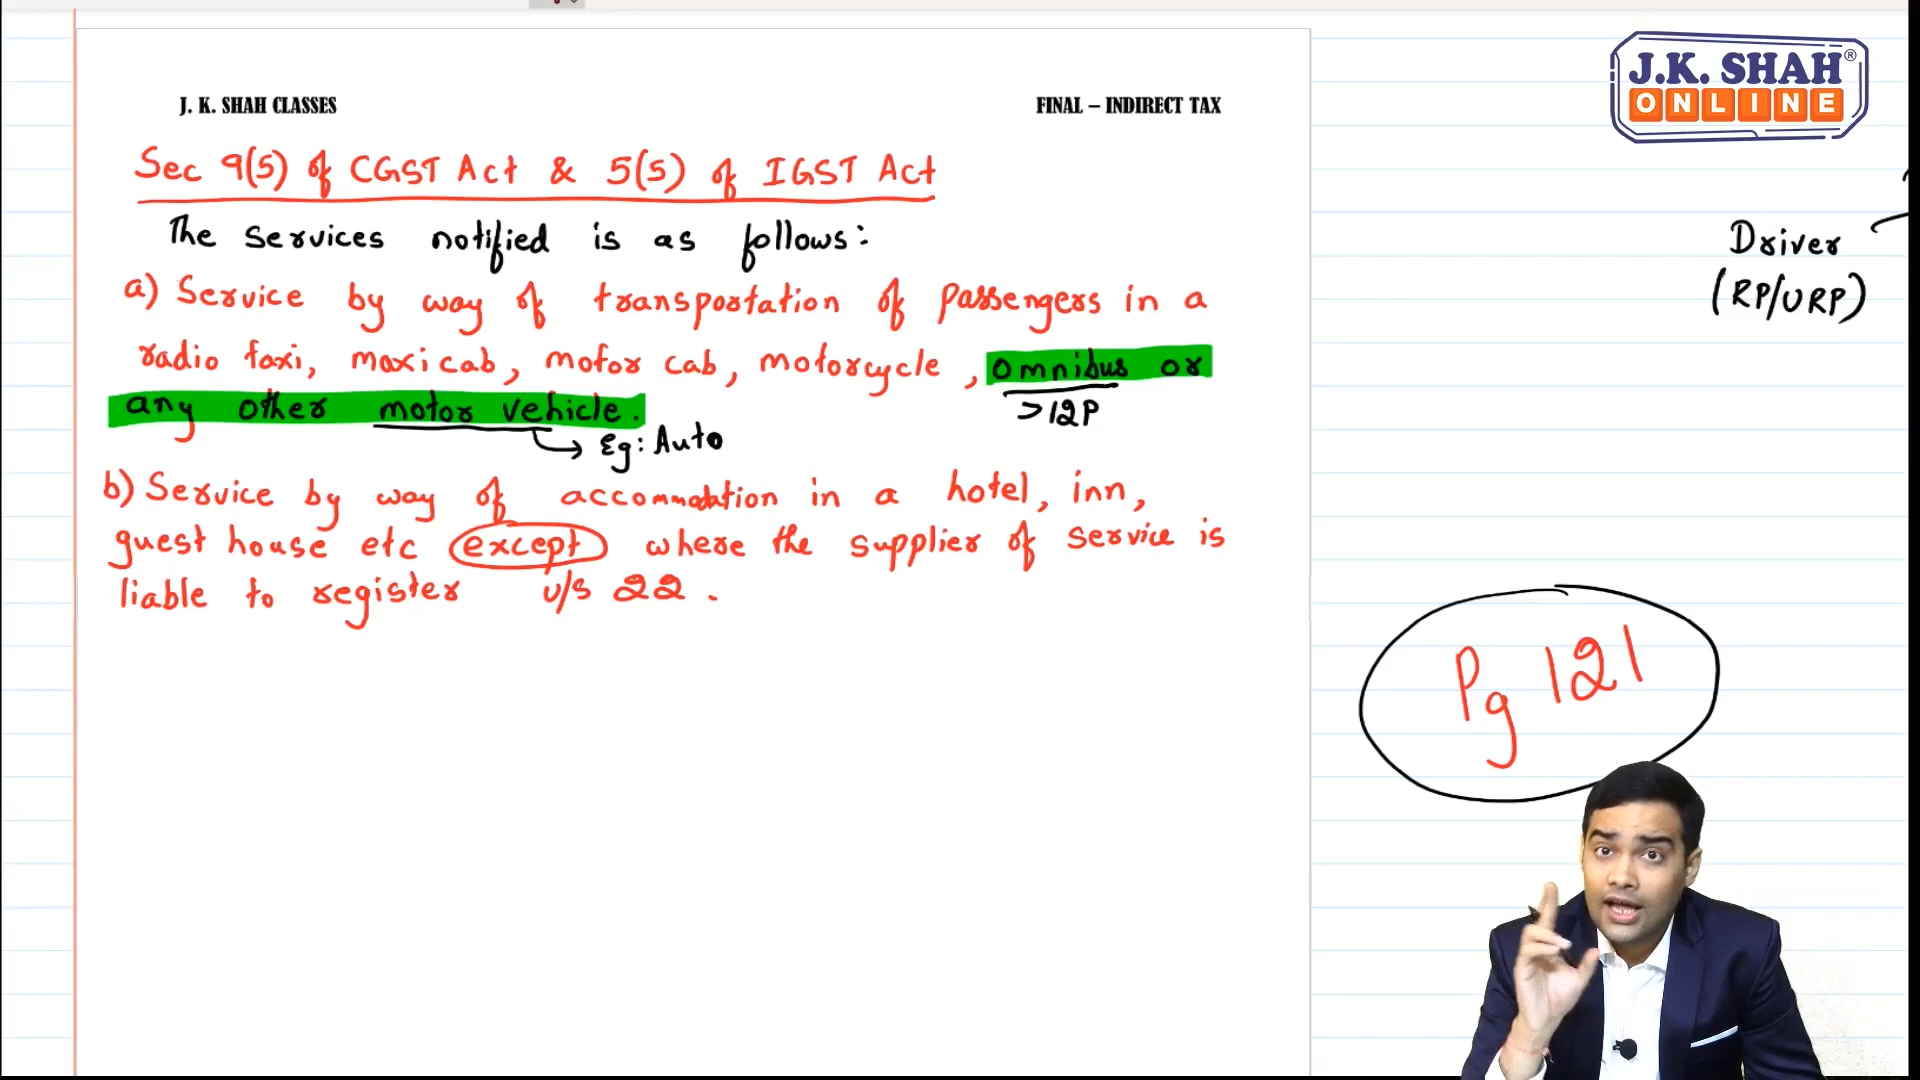 J.K. SHAH®
ONLINE
J. K. SHAH CLASSES
FINAL – INDIRECT TAX
Sec 9(5) of CGST Act & 5(5) of IGST Act
The services notified is as follows:
a) Service by way of transportation of passengers in a
radio taxi, maxi cab, motor cab, motorcycle, omnibus or
any other motor vehicle.
>12P
→ Eg: Auto
b) Service by way of accommodation in a hotel, inn,
guest house etc except where the supplier of service is
liable to register u/s 22.
Driver
(RP/URP)
Pg 121